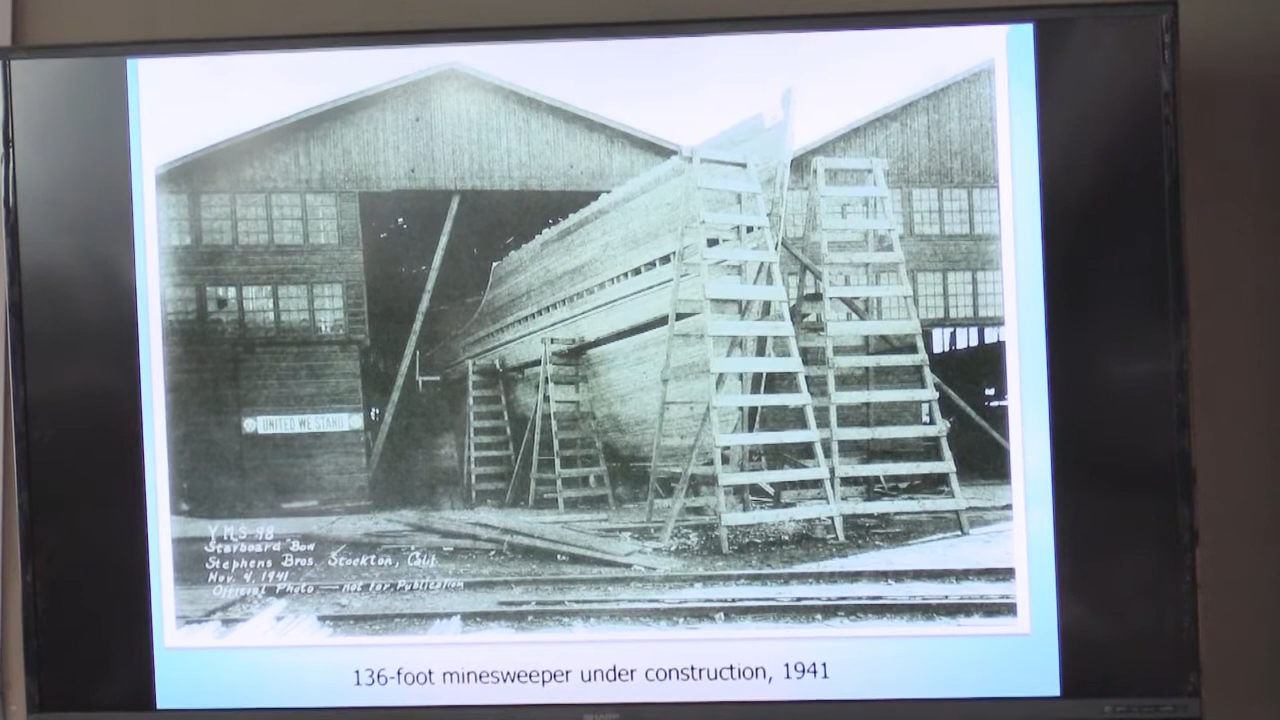 UNITED WE STAND
YMS-98
Starboard Bow
Stephens Bros. Stockton, Calif.
Nov. 4, 1941
Official Photo — not for Publication
136-foot minesweeper under construction, 1941
SHARP